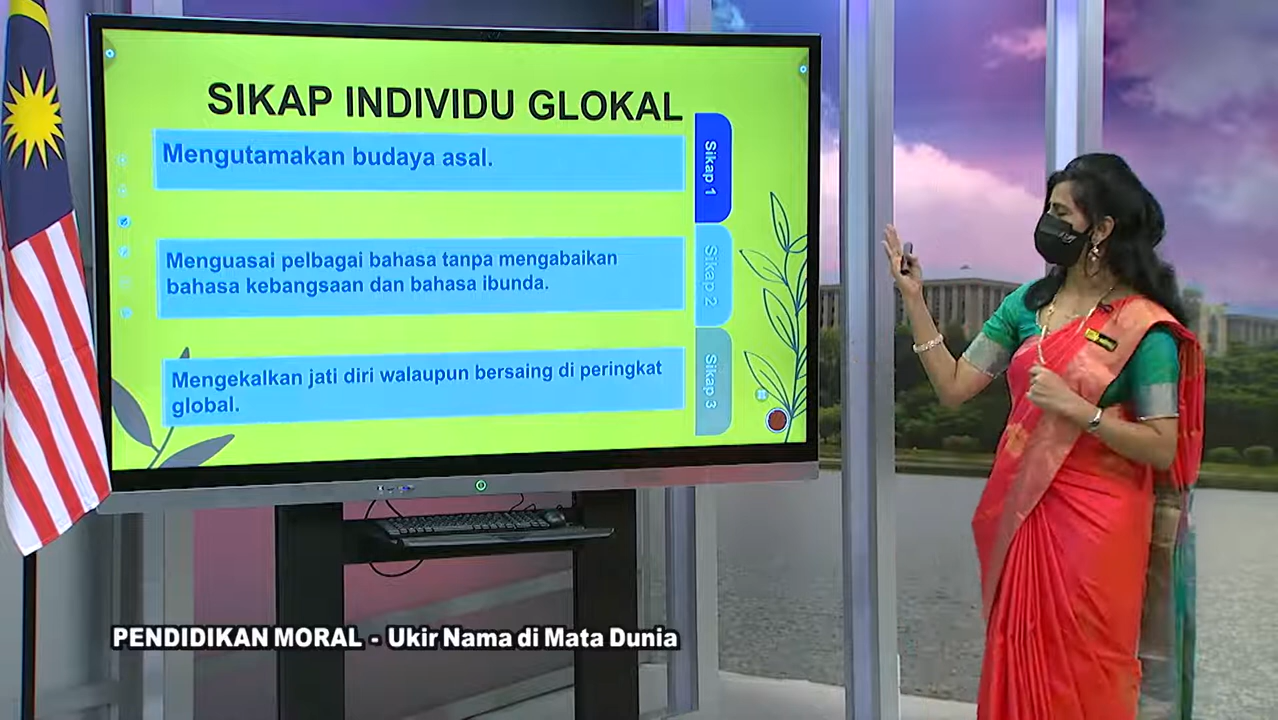 SIKAP INDIVIDU GLOKAL
Mengutamakan budaya asal.
Sikap 1
Menguasai pelbagai bahasa tanpa mengabaikan
bahasa kebangsaan dan bahasa ibunda.
Sikap 2
Mengekalkan jati diri walaupun bersaing di peringkat
global.
Sikap 3
PENDIDIKAN MORAL - Ukir Nama di Mata Dunia